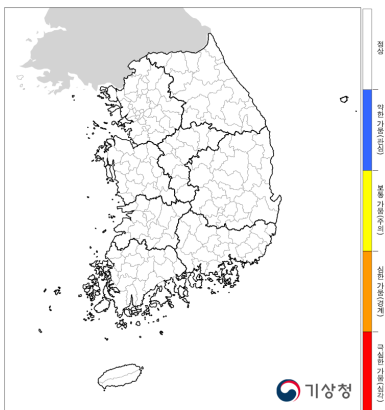 정상
약한 가뭄(관심)
보통 가뭄(주의)
심한 가뭄(경계)
극심한 가뭄(심각)
기상청